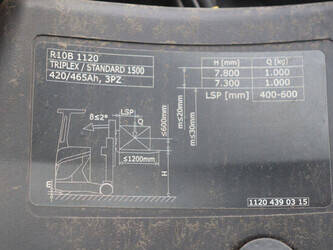 R10B 1120
TRIPLEX / STANDARD 1500
420/465Ah, 3PZ
H (mm) Q (kg)
7.800 1.000
7.300 1.000
LSP [mm] 400-600
m≤20mm
m≤30mm
LSP
Q
≤600mm
ß≤2°
≤1200mm
H
m
1120 439 03 15